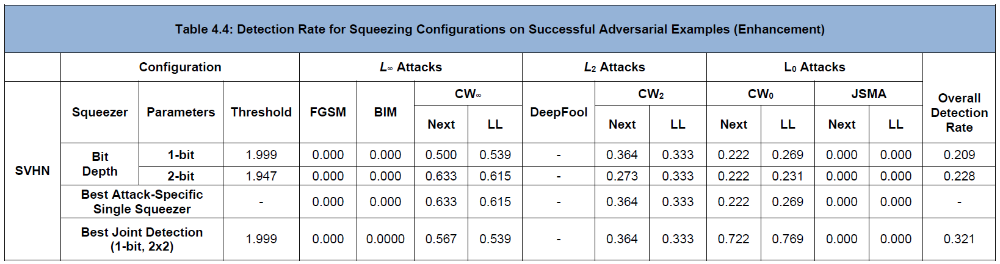 Table 4.4: Detection Rate for Squeezing Configurations on Successful Adversarial Examples (Enhancement)
Configuration L∞ Attacks L2 Attacks L0 Attacks Overall Detection Rate
SVHN Squeezer Parameters Threshold FGSM BIM CW∞ DeepFool CW2 CW0 JSMA
Next LL Next LL Next LL Next LL
Bit Depth 1-bit 1.999 0.000 0.000 0.500 0.539 - 0.364 0.333 0.222 0.269 0.000 0.000 0.209
2-bit 1.947 0.000 0.000 0.633 0.615 - 0.273 0.333 0.222 0.231 0.000 0.000 0.228
Best Attack-Specific Single Squeezer - 0.000 0.000 0.633 0.615 - 0.364 0.333 0.222 0.269 0.000 0.000 -
Best Joint Detection (1-bit, 2x2) 1.999 0.000 0.0000 0.567 0.539 - 0.364 0.333 0.722 0.769 0.000 0.000 0.321